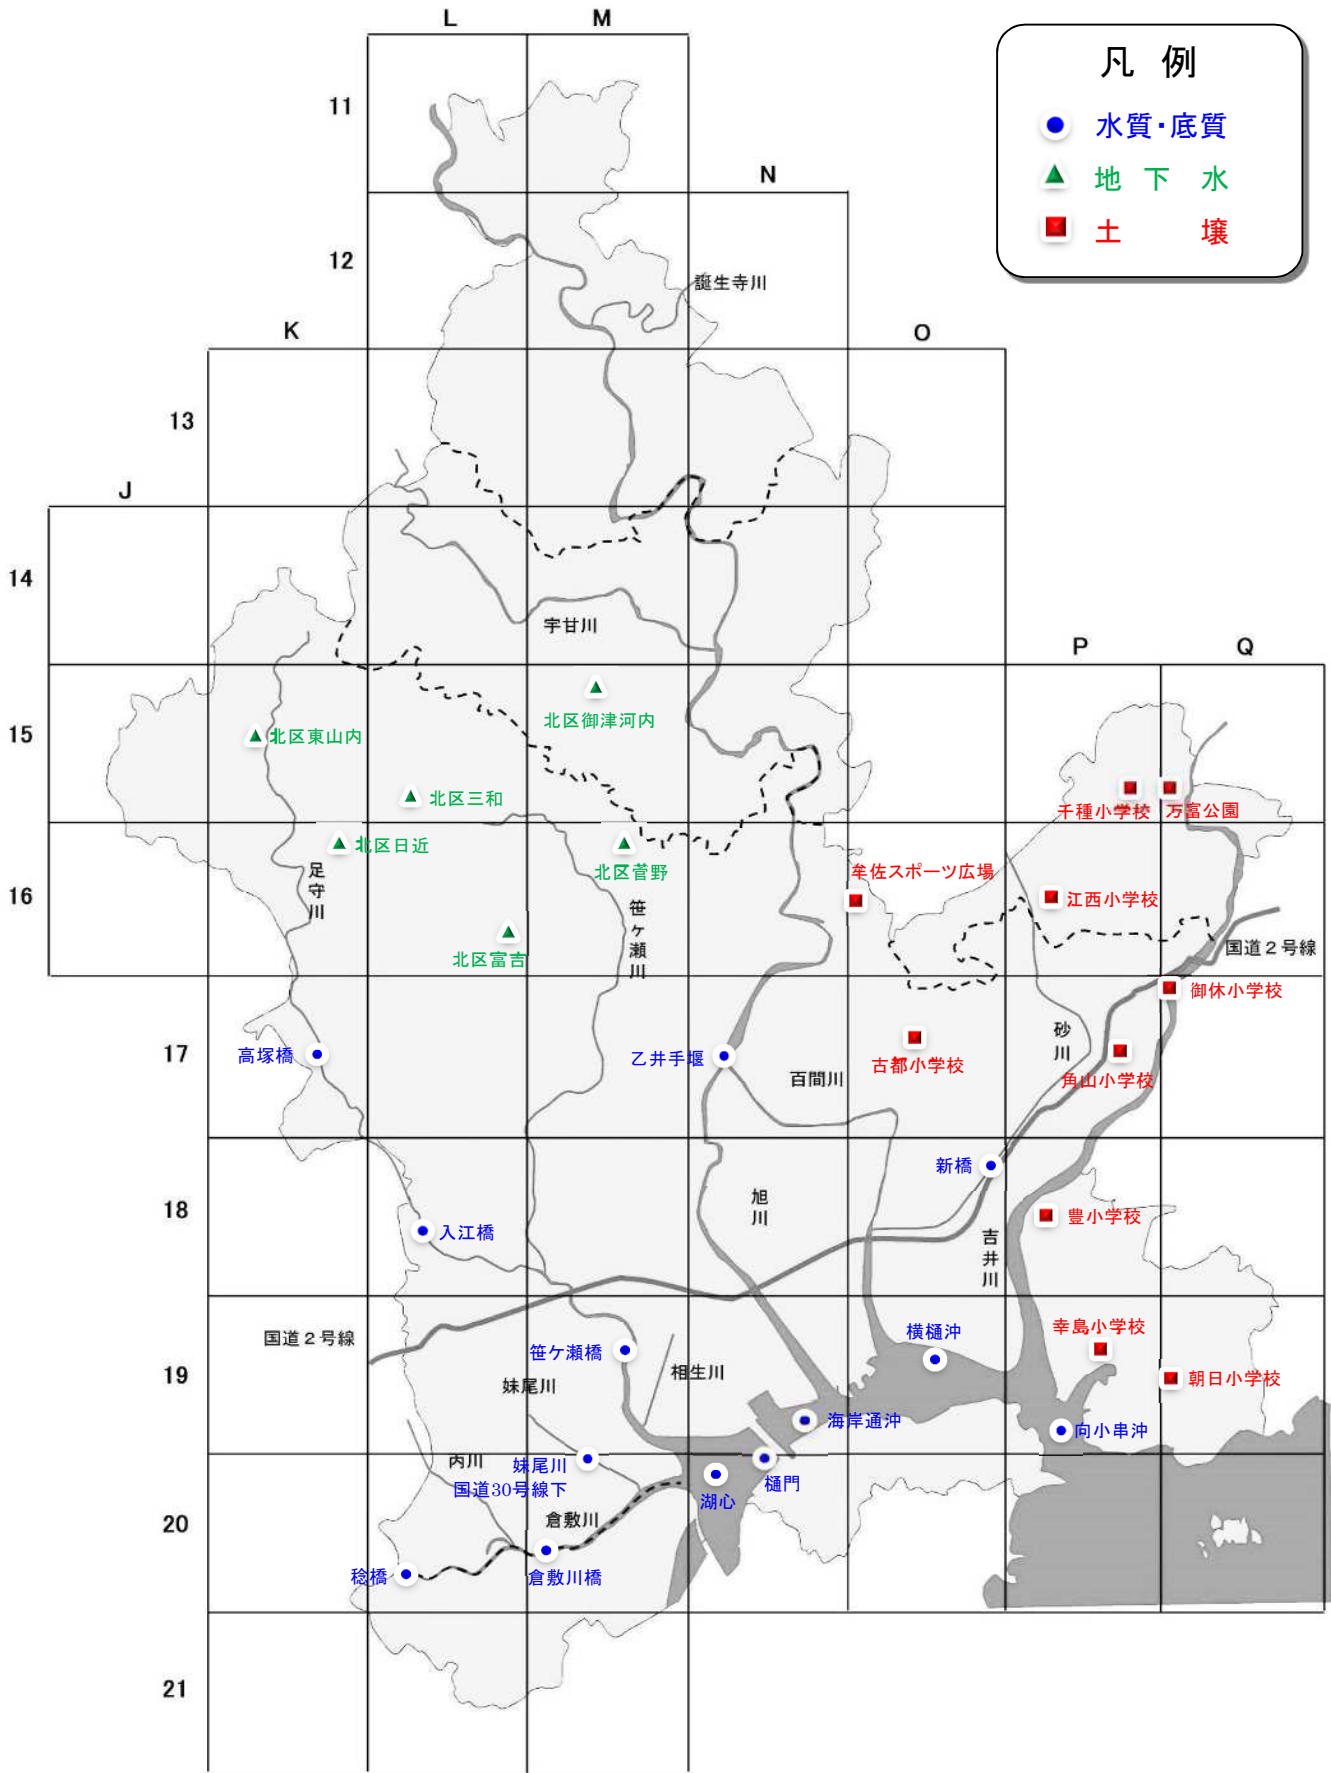 L
M
凡 例
水質・底質
地 下 水
土 壌
11
N
12
誕生寺川
K
O
13
J
14
宇甘川
P
Q
15
北区御津河内
北区東山内
北区三和
千種小学校
万富公園
北区日近
北区菅野
牟佐スポーツ広場
16
足守川
笹ヶ瀬川
江西小学校
北区富吉
国道2号線
御休小学校
17
高塚橋
乙井手堰
百間川
古都小学校
砂川
角山小学校
新橋
18
入江橋
旭川
吉井川
豊小学校
国道2号線
笹ケ瀬橋
相生川
横樋沖
幸島小学校
19
妹尾川
朝日小学校
海岸通沖
向小串沖
内川
妹尾川
国道30号線下
湖心
樋門
20
倉敷川
稔橋
倉敷川橋
21